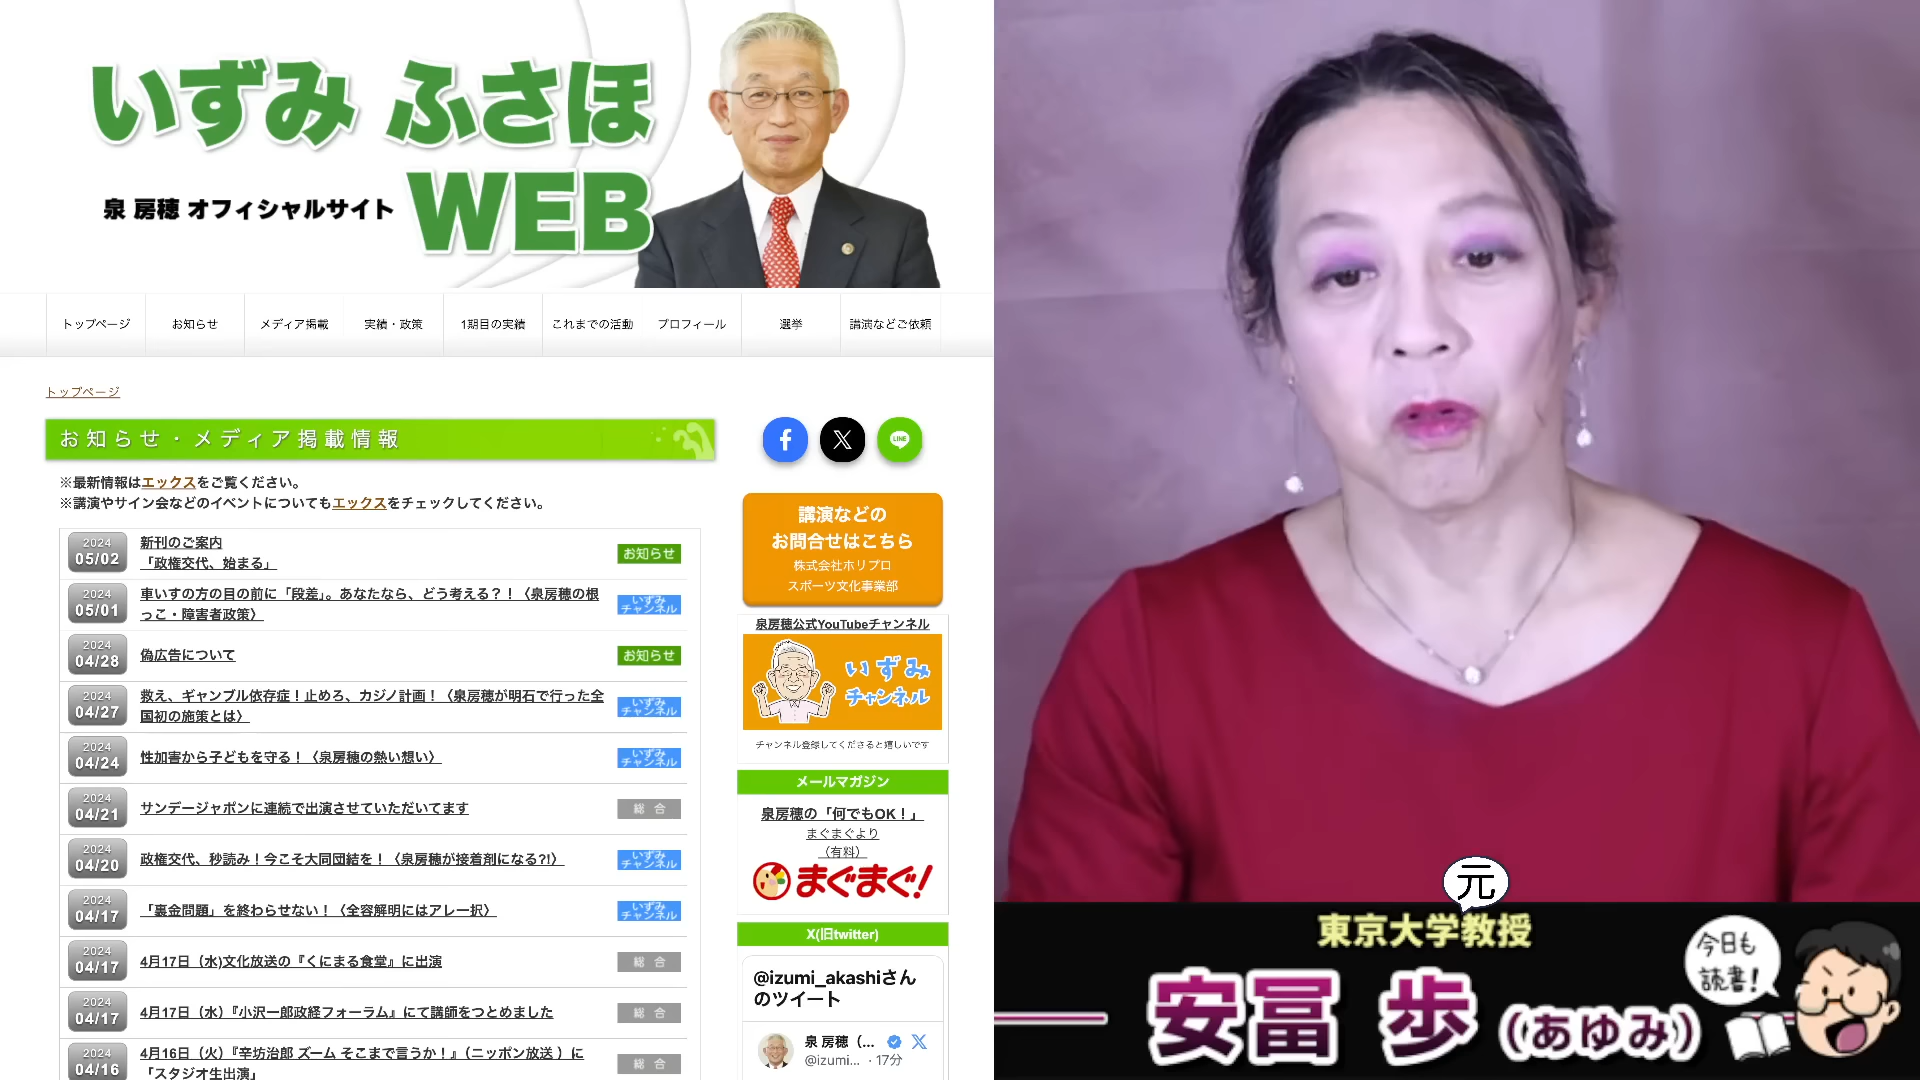 いずみ ふさほ
泉 房穂 オフィシャルサイト
WEB
トップページ
お知らせ
メディア掲載
実績・政策
1期目の実績
これまでの活動
プロフィール
選挙
講演などご依頼
トップページ
お知らせ・メディア掲載情報
※最新情報はエックスをご覧ください。
※講演やサイン会などのイベントについてもエックスをチェックしてください。
2024
05/02
新刊のご案内
「政権交代、始まる」
お知らせ
2024
05/01
車いすの方の目の前に「段差」。あなたなら、どう考える？！〈泉房穂の根
っこ・障害者政策〉
いずみ
チャンネル
2024
04/28
偽広告について
お知らせ
2024
04/27
救え、ギャンブル依存症！止めろ、カジノ計画！〈泉房穂が明石で行った全
国初の施策とは〉
いずみ
チャンネル
2024
04/24
性加害から子どもを守る！〈泉房穂の熱い想い〉
いずみ
チャンネル
2024
04/21
サンデージャポンに連続で出演させていただいてます
総 合
2024
04/20
政権交代、秒読み！今こそ大同団結を！〈泉房穂が接着剤になる?!〉
いずみ
チャンネル
2024
04/17
「裏金問題」を終わらせない！〈全容解明にはアレ一択〉
いずみ
チャンネル
2024
04/17
4月17日（水)文化放送の『くにまる食堂』に出演
総 合
2024
04/17
4月17日（水）『小沢一郎政経フォーラム』にて講師をつとめました
総 合
2024
04/16
4月16日（火）『辛坊治郎 ズーム そこまで言うか！』（ニッポン放送 ）に
「スタジオ生出演」
総 合
LINE
講演などの
お問合せはこちら
株式会社ホリプロ
スポーツ文化事業部
泉房穂公式YouTubeチャンネル
いずみ
チャンネル
チャンネル登録してくださると嬉しいです
メールマガジン
泉房穂の「何でもOK！」
まぐまぐより
（有料）
まぐまぐ!
X(旧twitter)
@izumi_akashiさん
のツイート
泉 房穂（...
@izumi... · 17分
元
東京大学教授
安冨 歩（あゆみ）
今日も
読書!